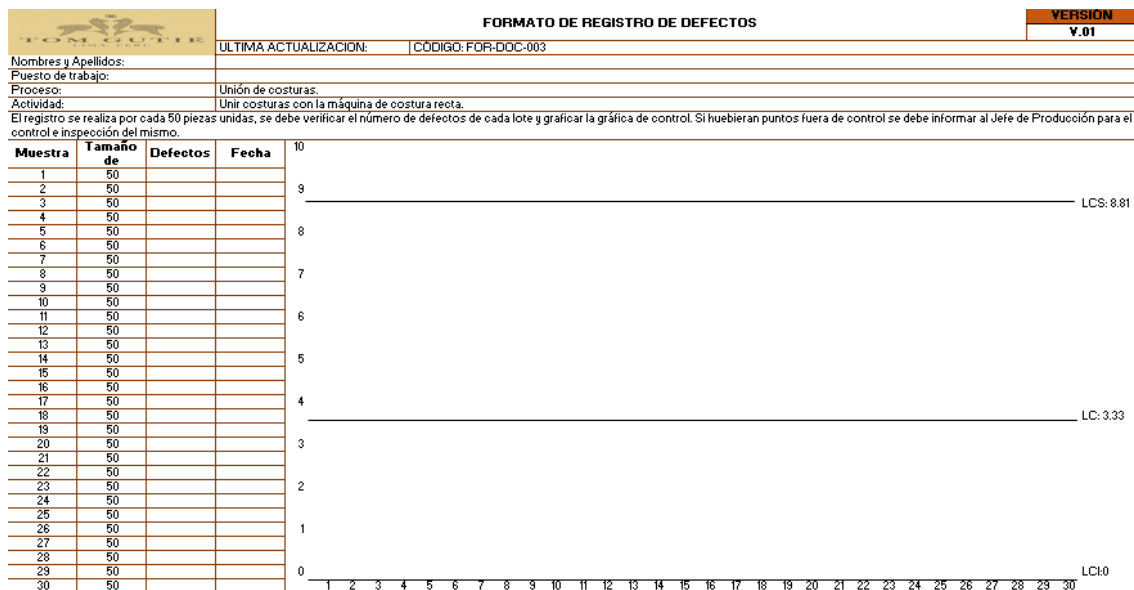 TOM GUTIE
LIMA - PERU
FORMATO DE REGISTRO DE DEFECTOS
VERSIÓN
V.01
ULTIMA ACTUALIZACION:
CÓDIGO: FOR-DOC-003
Nombres y Apellidos:
Puesto de trabajo:
Proceso: Unión de costuras.
Actividad: Unir costuras con la máquina de costura recta.
El registro se realiza por cada 50 piezas unidas, se debe verificar el número de defectos de cada lote y graficar la gráfica de control. Si huebieran puntos fuera de control se debe informar al Jefe de Producción para el
control e inspección del mismo.
Muestra Tamaño de Defectos Fecha
1 50
2 50
3 50
4 50
5 50
6 50
7 50
8 50
9 50
10 50
11 50
12 50
13 50
14 50
15 50
16 50
17 50
18 50
19 50
20 50
21 50
22 50
23 50
24 50
25 50
26 50
27 50
28 50
29 50
30 50
10
9
LCS: 8.81
8
7
6
5
4
LC: 3.33
3
2
1
0
LCI:0
1 2 3 4 5 6 7 8 9 10 11 12 13 14 15 16 17 18 19 20 21 22 23 24 25 26 27 28 29 30